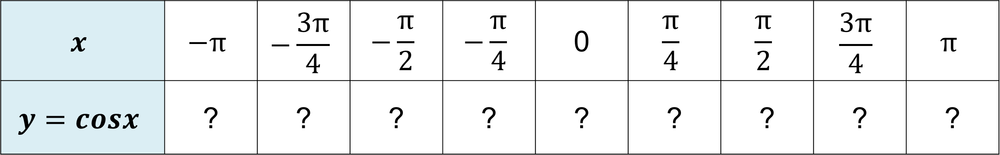 x −π −3π/4 −π/2 −π/4 0 π/4 π/2 3π/4 π
y = cosx ? ? ? ? ? ? ? ? ?